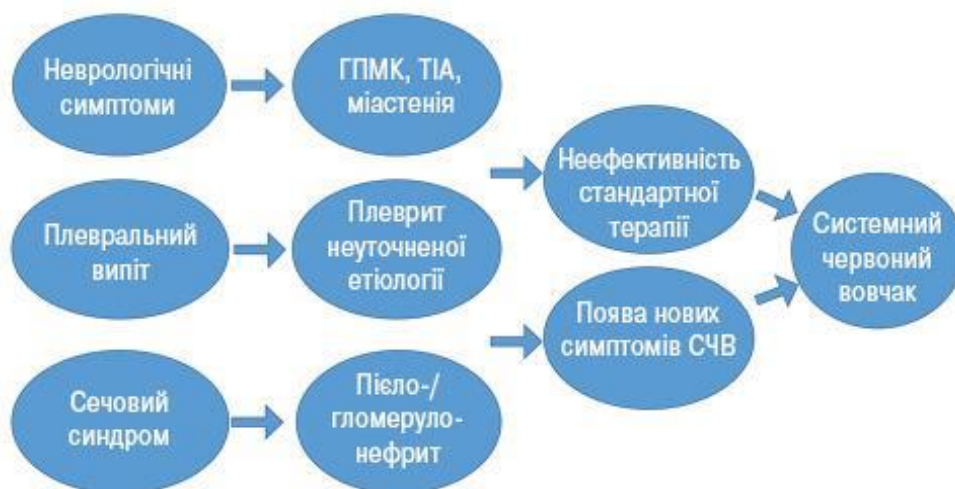 Неврологічні
симптоми
ГПМК, ТІА,
міастенія
Плевральний
випіт
Плеврит
неуточненої
етіології
Сечовий
синдром
Пієло-/
гломеруло-
нефрит
Неефективність
стандартної
терапії
Поява нових
симптомів СЧВ
Системний
червоний
вовчак